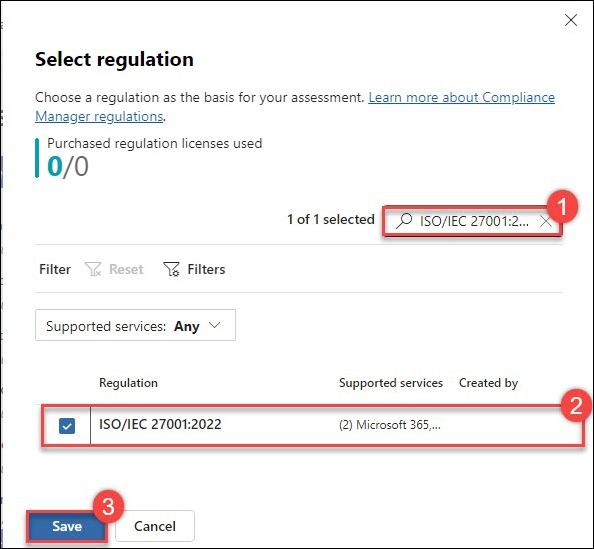 Select regulation
Choose a regulation as the basis for your assessment. Learn more about Compliance
Manager regulations.
Purchased regulation licenses used
0/0
1 of 1 selected
ISO/IEC 27001:2...
1
Filter
Reset
Filters
Supported services: Any
Regulation
Supported services
Created by
2
ISO/IEC 27001:2022
(2) Microsoft 365,...
3
Save
Cancel